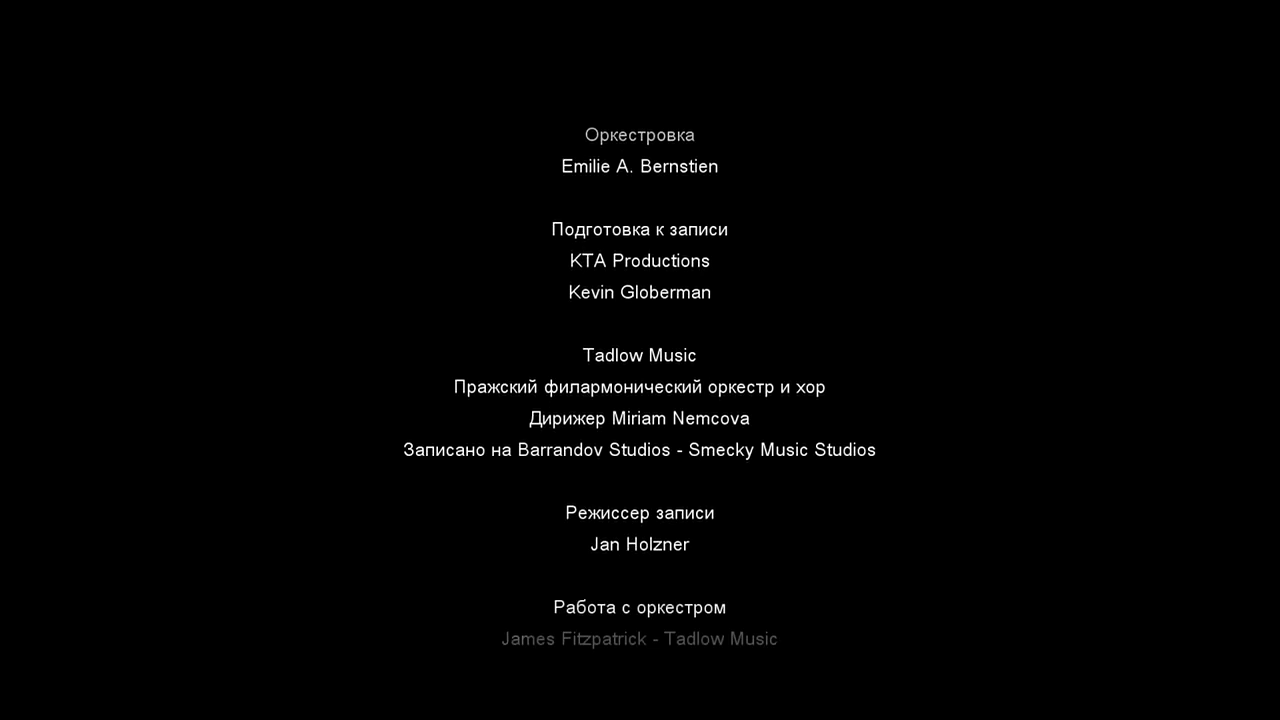 Оркестровка
Emilie A. Bernstien
Подготовка к записи
KTA Productions
Kevin Globerman
Tadlow Music
Пражский филармонический оркестр и хор
Дирижер Miriam Nemcova
Записано на Barrandov Studios - Smecky Music Studios
Режиссер записи
Jan Holzner
Работа с оркестром
James Fitzpatrick - Tadlow Music